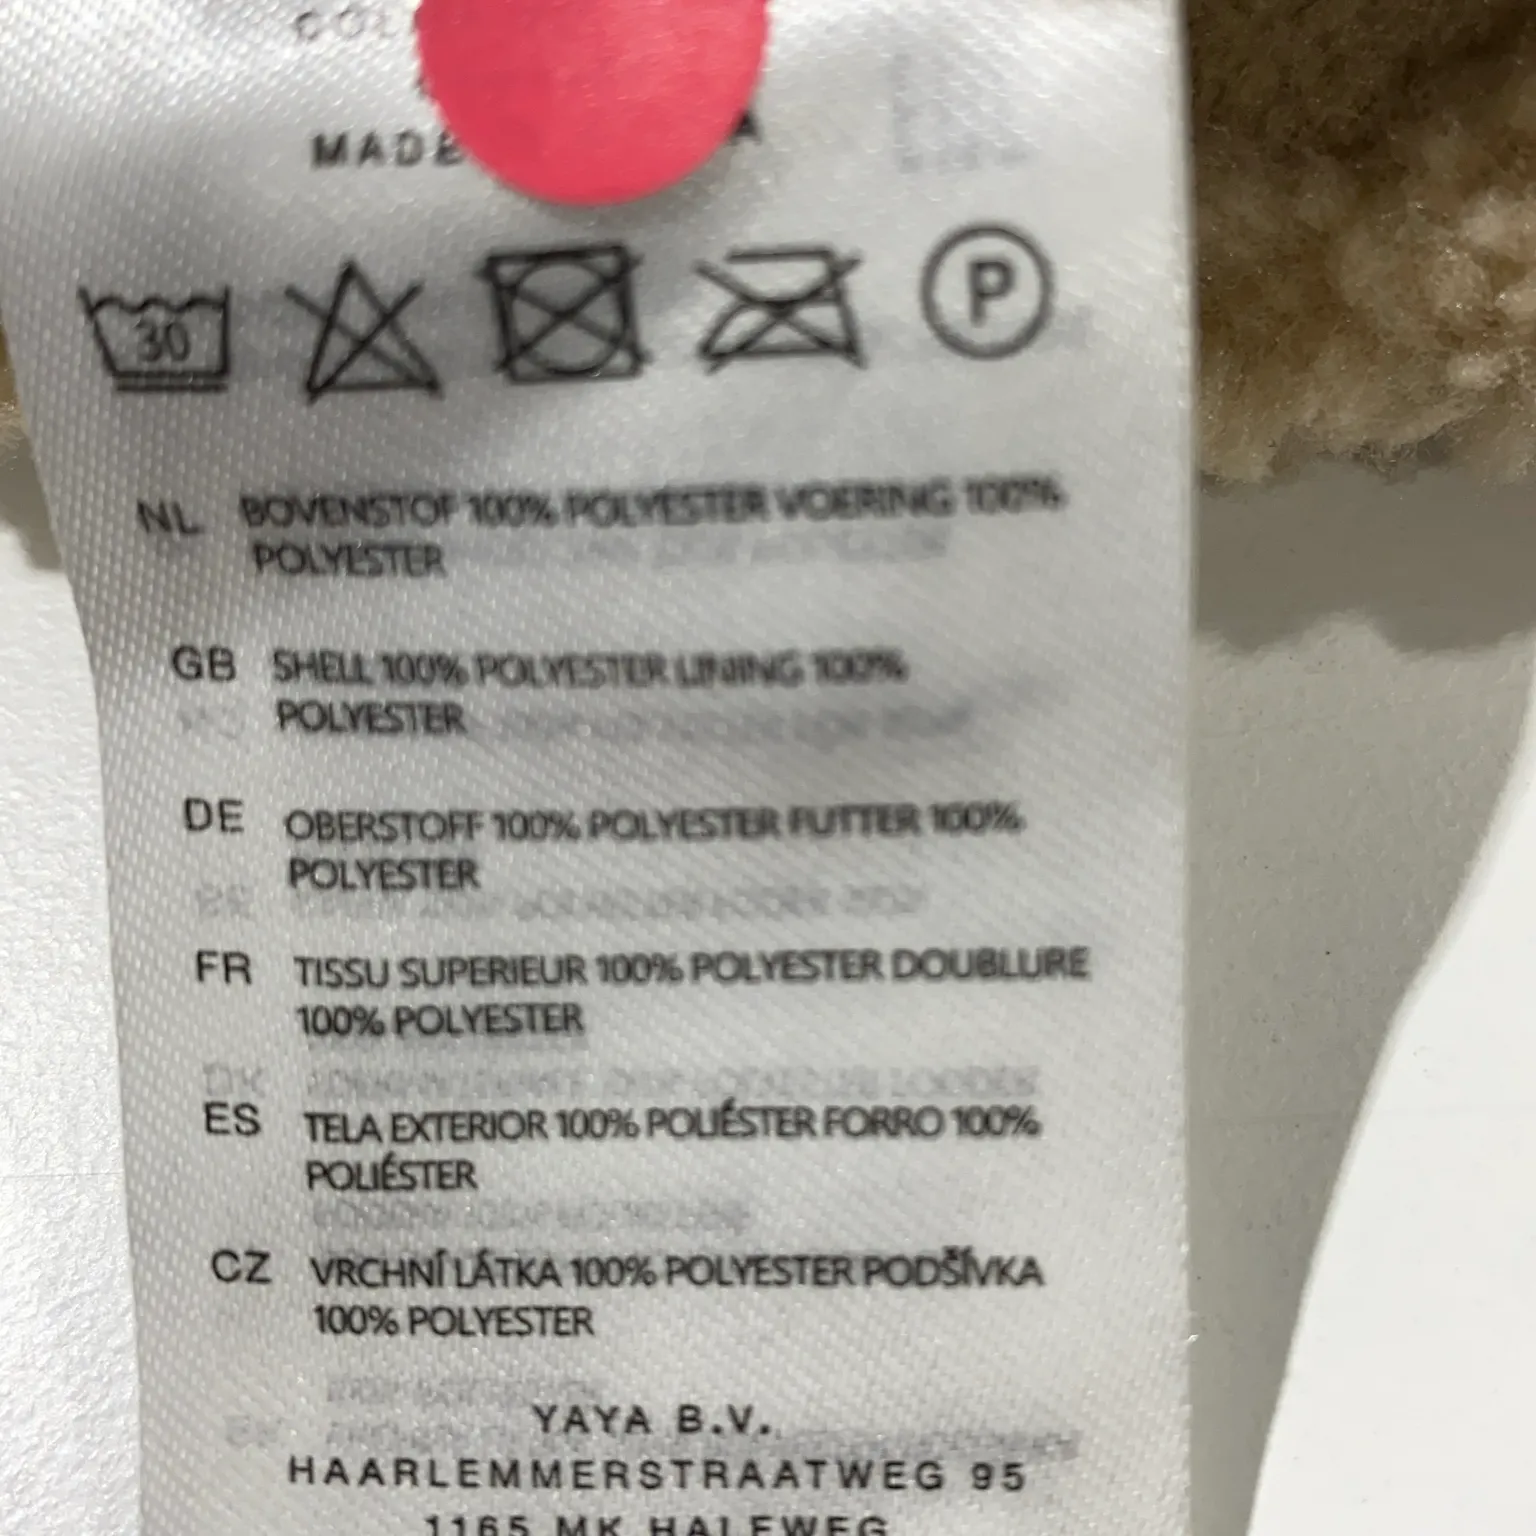 COL
MADE A
30
P
NL BOVENSTOF 100% POLYESTER VOERING 100%
POLYESTER
GB SHELL 100% POLYESTER LINING 100%
POLYESTER
DE OBERSTOFF 100% POLYESTER FUTTER 100%
POLYESTER
FR TISSU SUPERIEUR 100% POLYESTER DOUBLURE
100% POLYESTER
ES TELA EXTERIOR 100% POLIÉSTER FORRO 100%
POLIÉSTER
CZ VRCHNÍ LÁTKA 100% POLYESTER PODŠÍVKA
100% POLYESTER
YAYA B.V.
HAARLEMMERSTRAATWEG 95
1165 MK HALFWEG